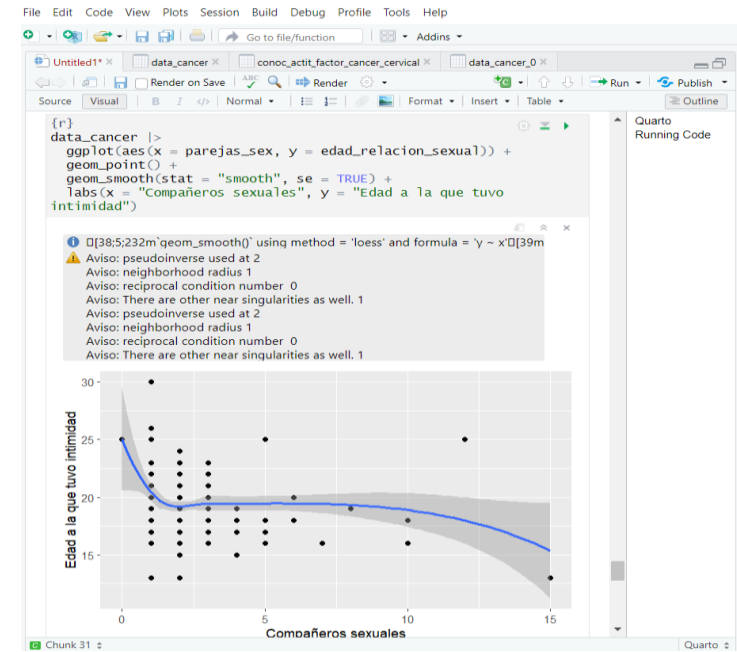 File Edit Code View Plots Session Build Debug Profile Tools Help
Go to file/function Addins
Untitled1* × data_cancer × conoc_actit_factor_cancer_cervical × data_cancer_0 ×
Render on Save ABC Render Run Publish
Source Visual B I </> Normal Format Insert Table Outline
{r}
data_cancer |>
ggplot(aes(x = parejas_sex, y = edad_relacion_sexual)) +
geom_point() +
geom_smooth(stat = "smooth", se = TRUE) +
labs(x = "Compañeros sexuales", y = "Edad a la que tuvo
intimidad")
Quarto
Running Code
▯[38;5;232m`geom_smooth()` using method = 'loess' and formula = 'y ~ x'▯[39m
Aviso: pseudoinverse used at 2
Aviso: neighborhood radius 1
Aviso: reciprocal condition number 0
Aviso: There are other near singularities as well. 1
Aviso: pseudoinverse used at 2
Aviso: neighborhood radius 1
Aviso: reciprocal condition number 0
Aviso: There are other near singularities as well. 1
Edad a la que tuvo intimidad
30
25
20
15
0 5 10 15
Compañeros sexuales
C Chunk 31 Quarto